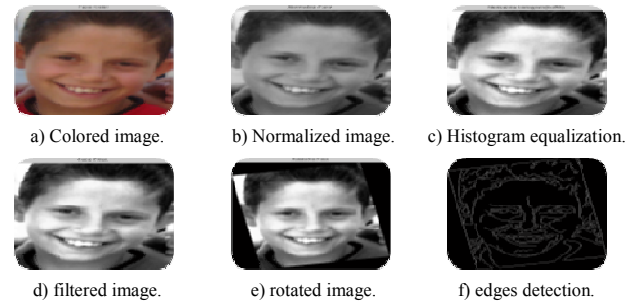 a) Colored image.
b) Normalized image.
c) Histogram equalization.
d) filtered image.
e) rotated image.
f) edges detection.